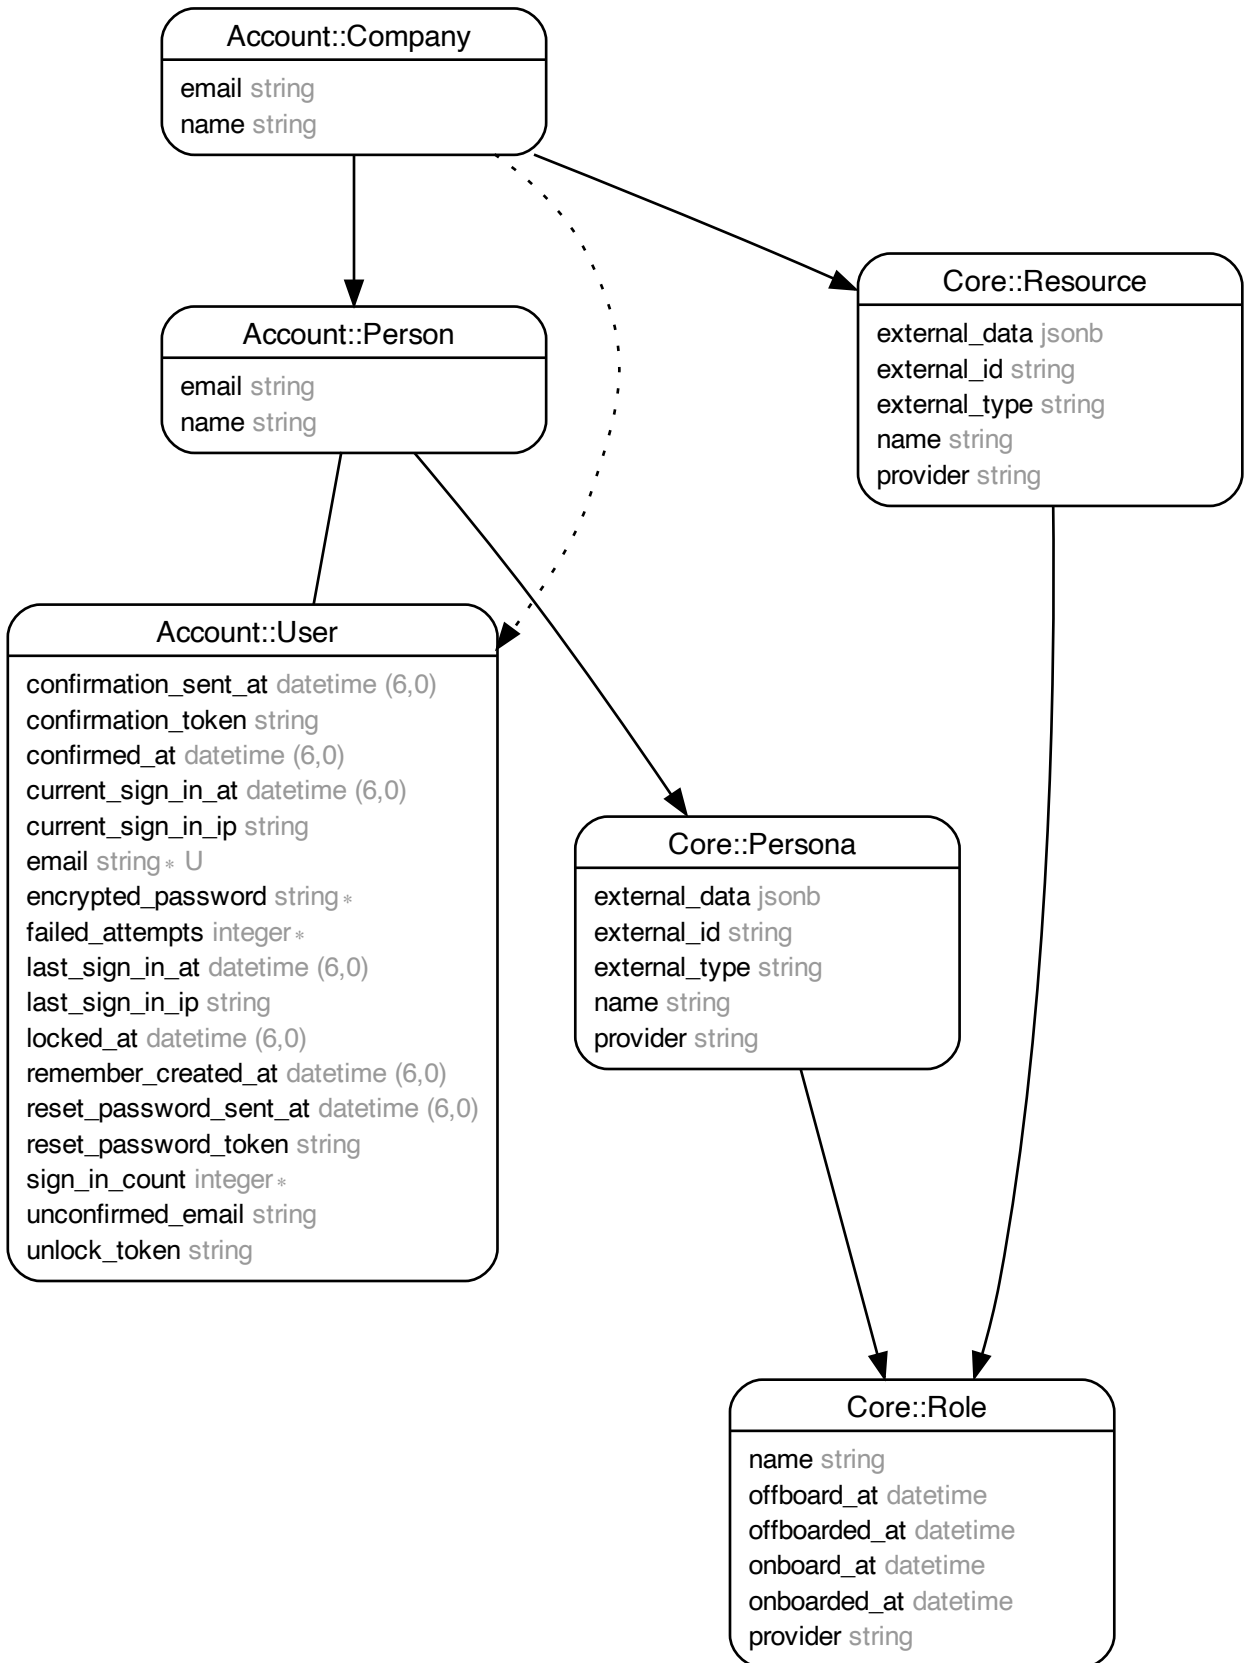 Account::Company
email string
name string
Core::Resource
external_data jsonb
external_id string
external_type string
name string
provider string
Account::Person
email string
name string
Account::User
confirmation_sent_at datetime (6,0)
confirmation_token string
confirmed_at datetime (6,0)
current_sign_in_at datetime (6,0)
current_sign_in_ip string
email string∗ U
encrypted_password string∗
failed_attempts integer∗
last_sign_in_at datetime (6,0)
last_sign_in_ip string
locked_at datetime (6,0)
remember_created_at datetime (6,0)
reset_password_sent_at datetime (6,0)
reset_password_token string
sign_in_count integer∗
unconfirmed_email string
unlock_token string
Core::Persona
external_data jsonb
external_id string
external_type string
name string
provider string
Core::Role
name string
offboard_at datetime
offboarded_at datetime
onboard_at datetime
onboarded_at datetime
provider string